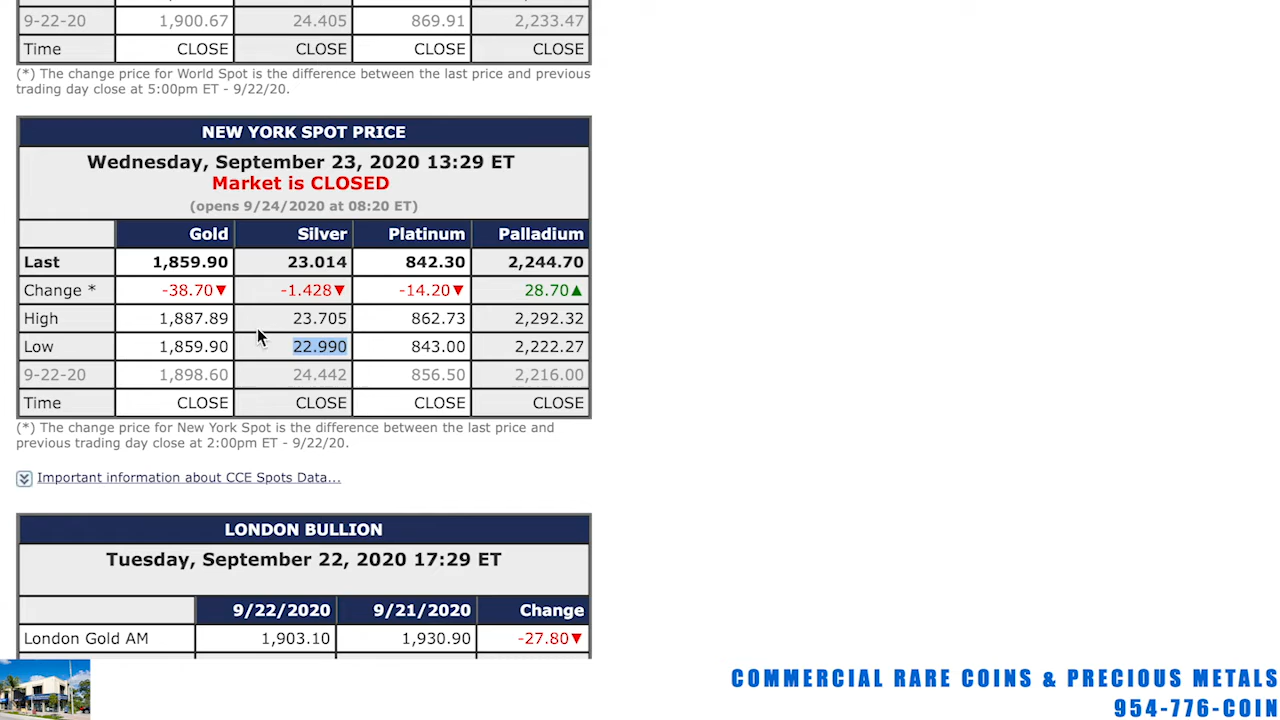 9-22-20 1,900.67 24.405 869.91 2,233.47
Time CLOSE CLOSE CLOSE CLOSE
(*) The change price for World Spot is the difference between the last price and previous
trading day close at 5:00pm ET - 9/22/20.
NEW YORK SPOT PRICE
Wednesday, September 23, 2020 13:29 ET
Market is CLOSED
(opens 9/24/2020 at 08:20 ET)
Gold Silver Platinum Palladium
Last 1,859.90 23.014 842.30 2,244.70
Change * -38.70▼ -1.428▼ -14.20▼ 28.70▲
High 1,887.89 23.705 862.73 2,292.32
Low 1,859.90 22.990 843.00 2,222.27
9-22-20 1,898.60 24.442 856.50 2,216.00
Time CLOSE CLOSE CLOSE CLOSE
(*) The change price for New York Spot is the difference between the last price and
previous trading day close at 2:00pm ET - 9/22/20.
Important information about CCE Spots Data...
LONDON BULLION
Tuesday, September 22, 2020 17:29 ET
9/22/2020 9/21/2020 Change
London Gold AM 1,903.10 1,930.90 -27.80▼
COMMERCIAL RARE COINS & PRECIOUS METALS
954-776-COIN